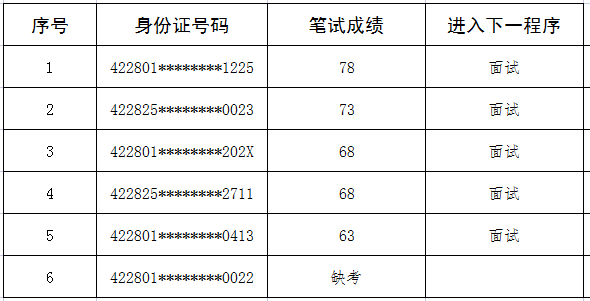 序号 身份证号码 笔试成绩 进入下一程序
1 422801********1225 78 面试
2 422825********0023 73 面试
3 422801********202X 68 面试
4 422825********2711 68 面试
5 422801********0413 63 面试
6 422801********0022 缺考